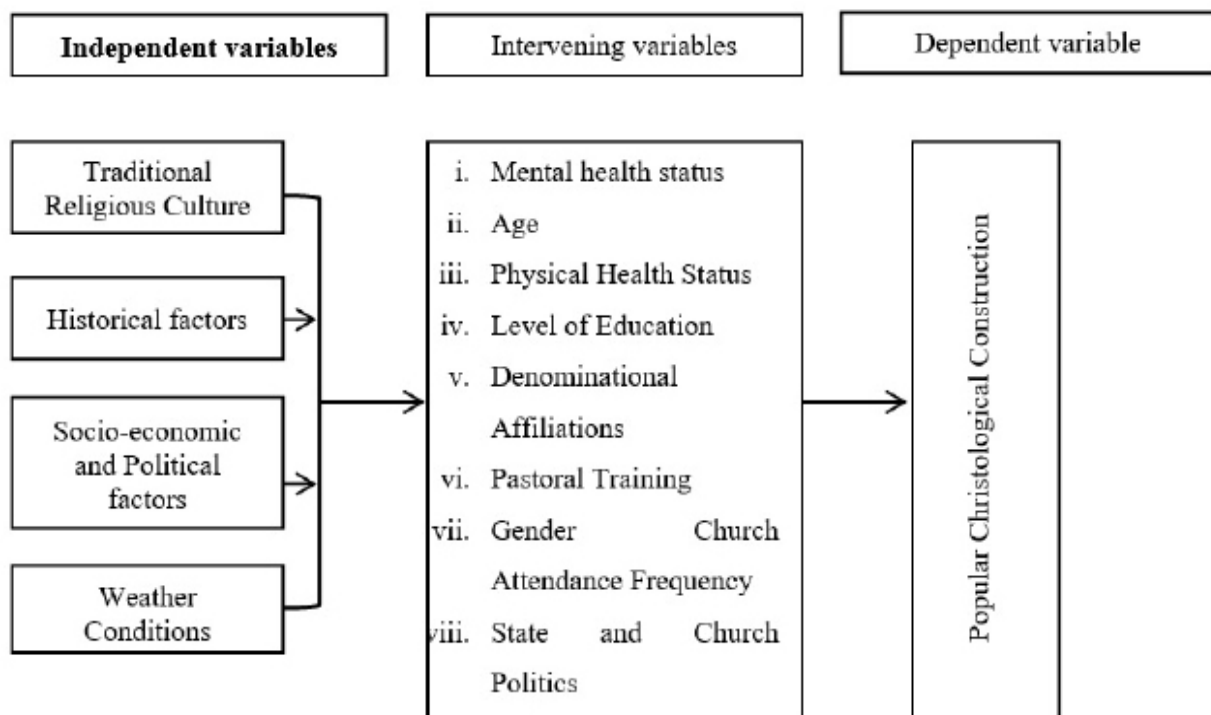 Independent variables
Intervening variables
Dependent variable
Traditional
Religious Culture
Historical factors
Socio-economic
and Political
factors
Weather
Conditions
i. Mental health status
ii. Age
iii. Physical Health Status
iv. Level of Education
v. Denominational
Affiliations
vi. Pastoral Training
vii. Gender Church
Attendance Frequency
viii. State and Church
Politics
Popular Christological Construction